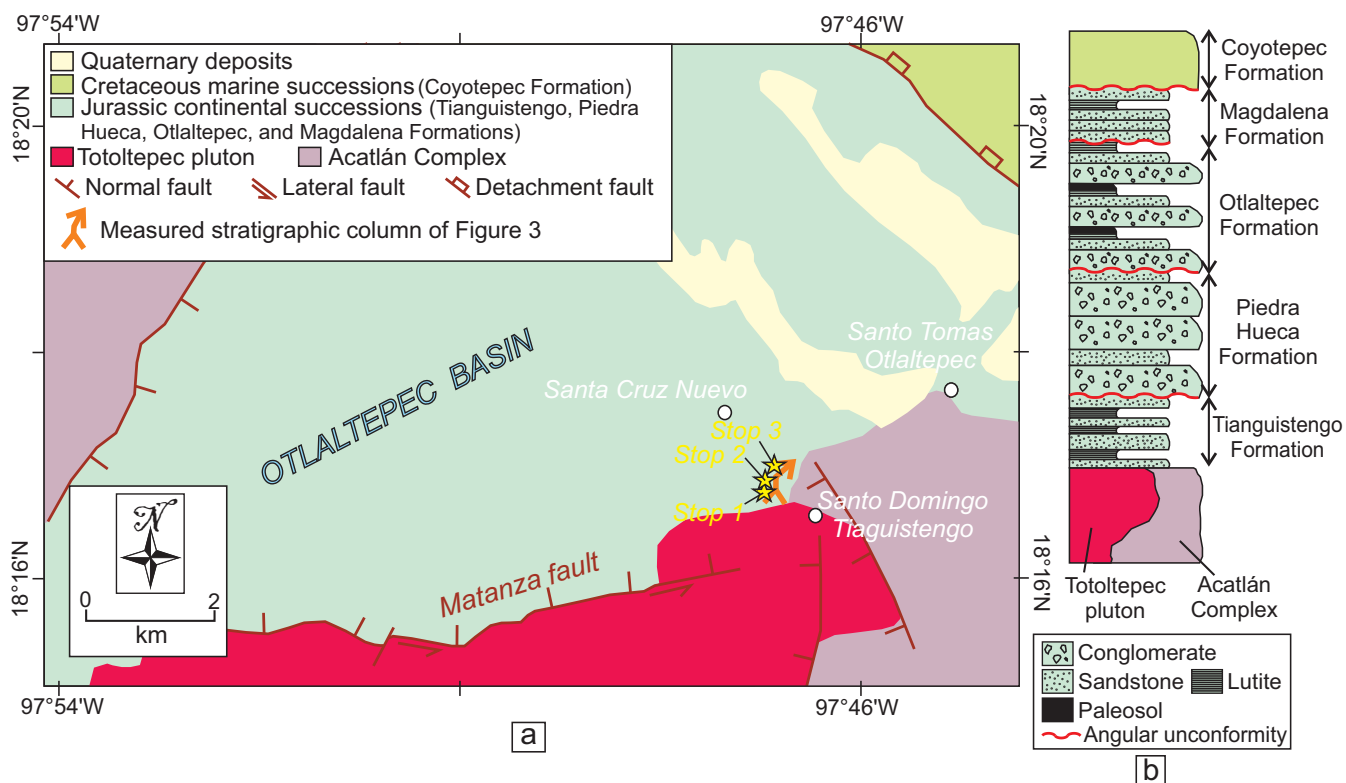 97°54'W
97°46'W
Quaternary deposits
Cretaceous marine successions (Coyotepec Formation)
Jurassic continental successions (Tianguistengo, Piedra
Hueca, Otlaltepec, and Magdalena Formations)
Totoltepec pluton
Acatlán Complex
Normal fault
Lateral fault
Detachment fault
Measured stratigraphic column of Figure 3
18°20'N
18°20'N
OTLALTEPEC BASIN
Santo Tomas
Otlaltepec
Santa Cruz Nuevo
Stop 3
Stop 2
Stop 1
Santo Domingo
Tiaguistengo
Matanza fault
N
0
2
km
18°16'N
18°16'N
97°54'W
97°46'W
a
Coyotepec
Formation
Magdalena
Formation
Otlaltepec
Formation
Piedra
Hueca
Formation
Tianguistengo
Formation
Totoltepec
pluton
Acatlán
Complex
Conglomerate
Sandstone
Lutite
Paleosol
Angular unconformity
b